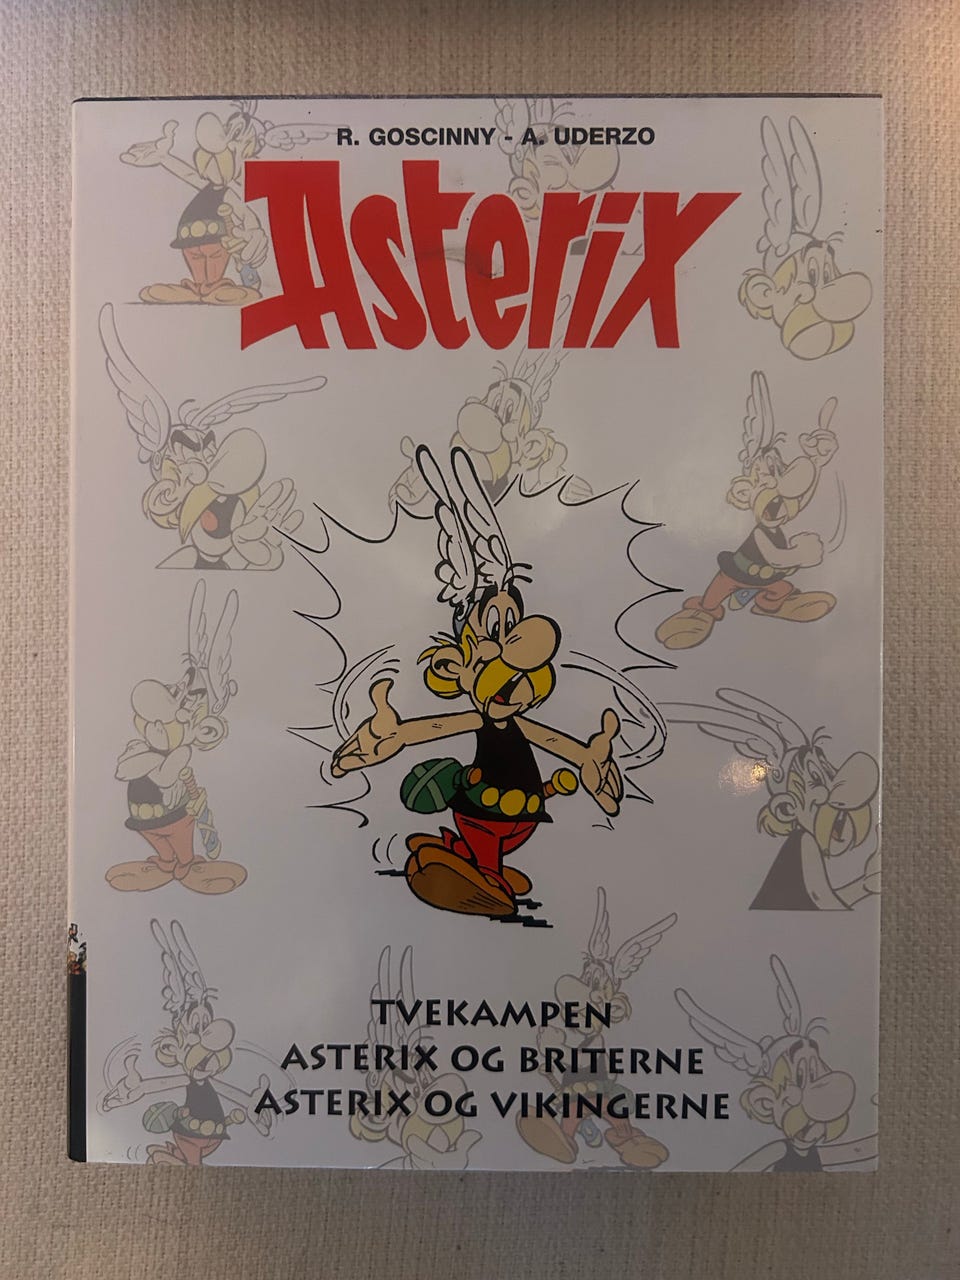 R. GOSCINNY - A. UDERZO
Asterix
TVEKAMPEN
ASTERIX OG BRITERNE
ASTERIX OG VIKINGERNE